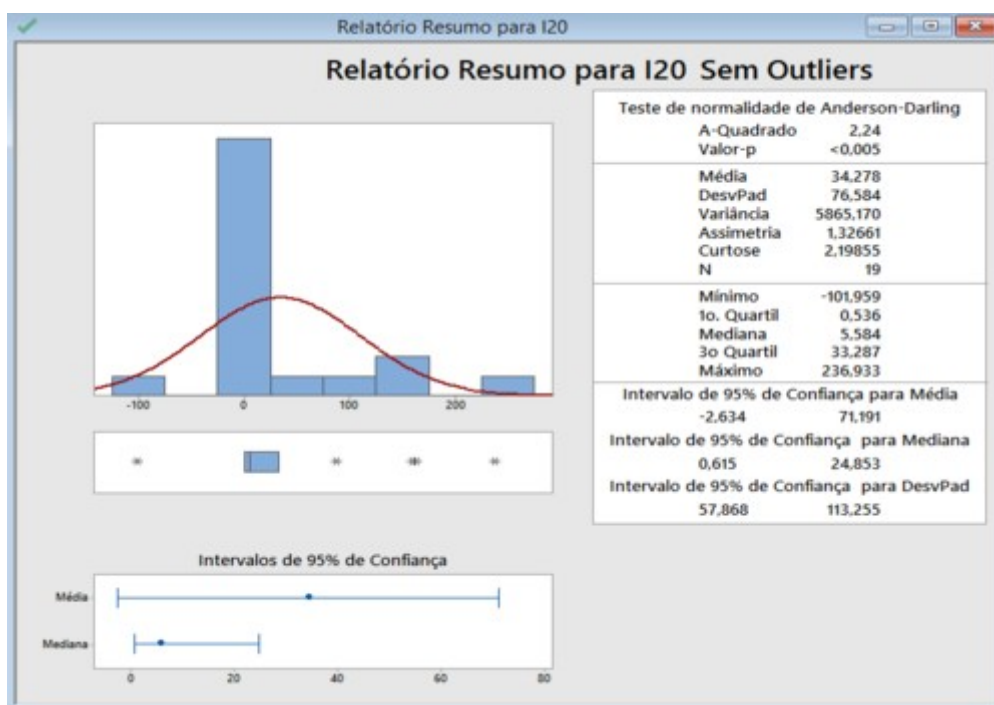 Relatório Resumo para I20
Relatório Resumo para I20 Sem Outliers
-100 0 100 200
Intervalos de 95% de Confiança
Média
Mediana
0 20 40 60 80
Teste de normalidade de Anderson-Darling
A-Quadrado 2,24
Valor-p <0,005
Média 34,278
DesvPad 76,584
Variância 5865,170
Assimetria 1,32661
Curtose 2,19855
N 19
Mínimo -101,959
1o. Quartil 0,536
Mediana 5,584
3o Quartil 33,287
Máximo 236,933
Intervalo de 95% de Confiança para Média
-2,634 71,191
Intervalo de 95% de Confiança para Mediana
0,615 24,853
Intervalo de 95% de Confiança para DesvPad
57,868 113,255